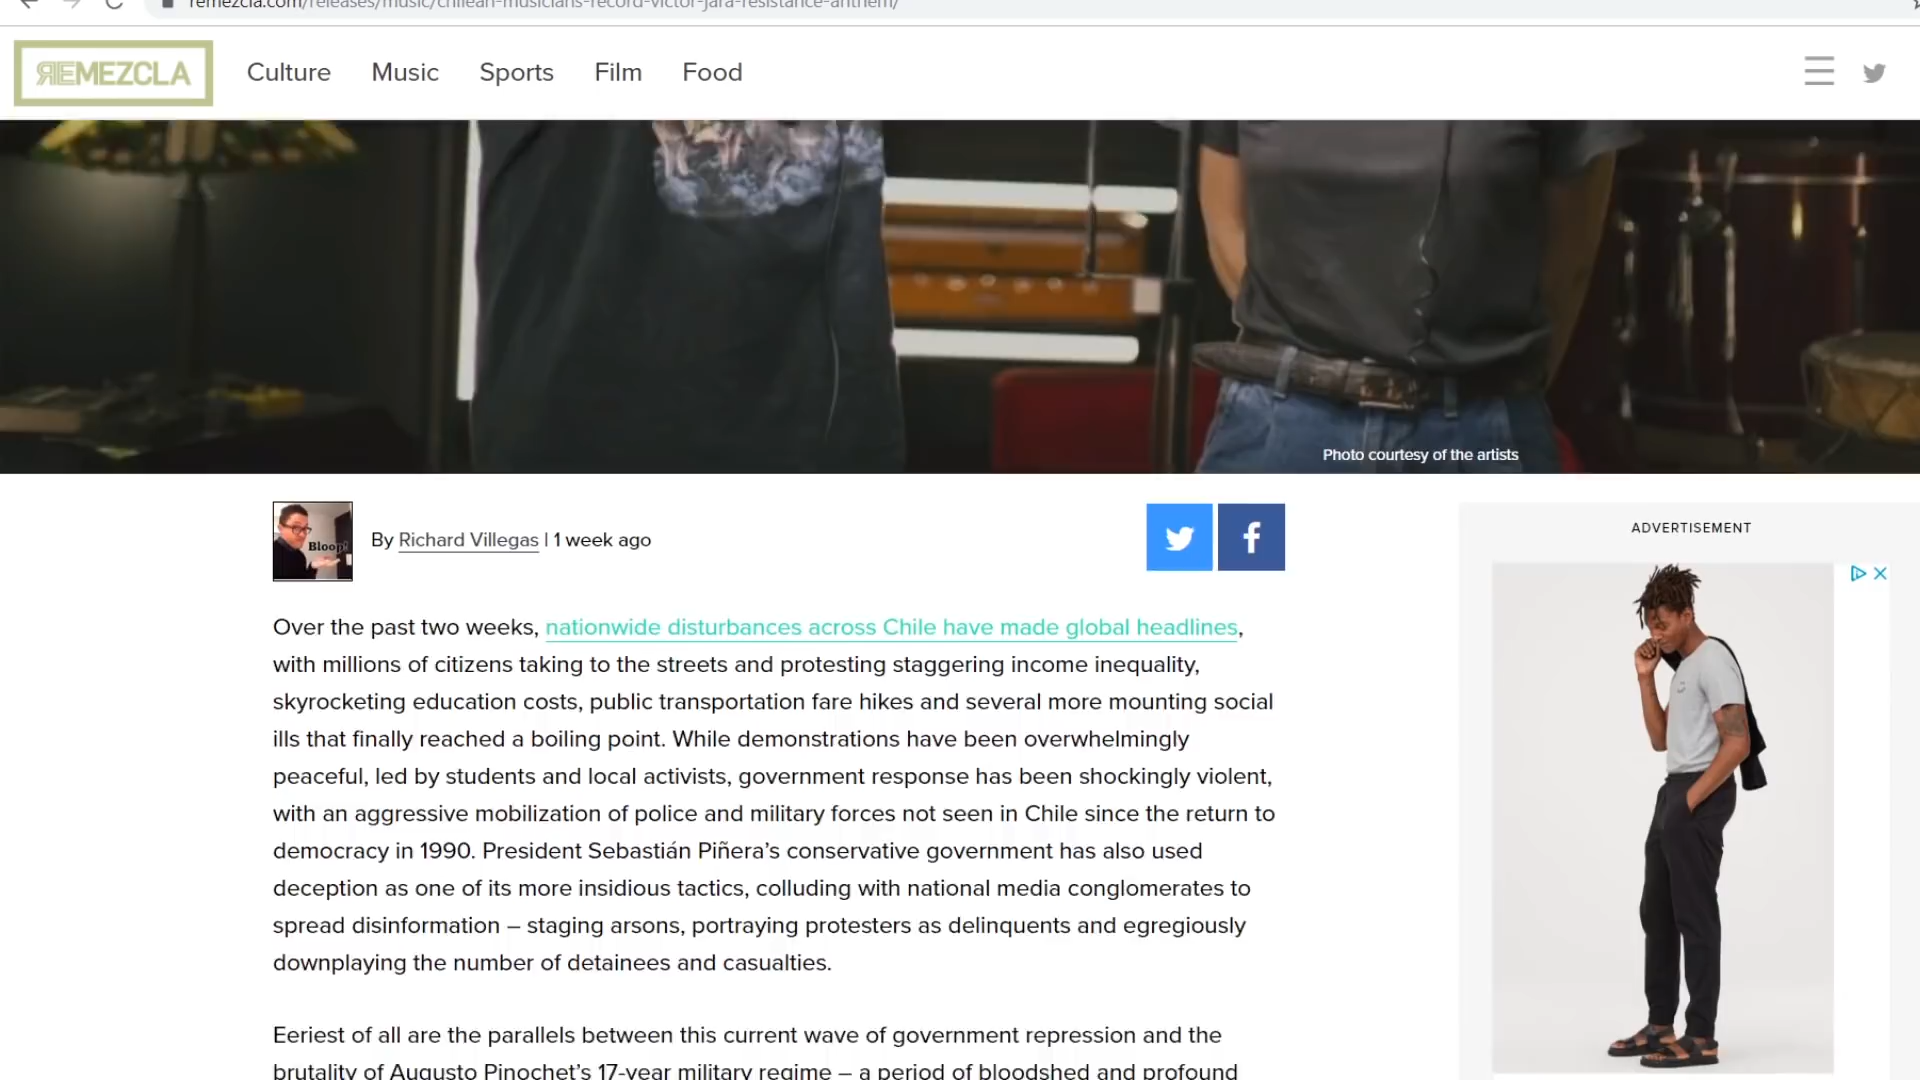 remezcla.com/releases/music/chilean-musicians-record-victor-jara-resistance-anthem/
REMEZCLA
Culture Music Sports Film Food
Photo courtesy of the artists
Bloop!
By Richard Villegas | 1 week ago
ADVERTISEMENT
Over the past two weeks, nationwide disturbances across Chile have made global headlines,
with millions of citizens taking to the streets and protesting staggering income inequality,
skyrocketing education costs, public transportation fare hikes and several more mounting social
ills that finally reached a boiling point. While demonstrations have been overwhelmingly
peaceful, led by students and local activists, government response has been shockingly violent,
with an aggressive mobilization of police and military forces not seen in Chile since the return to
democracy in 1990. President Sebastián Piñera’s conservative government has also used
deception as one of its more insidious tactics, colluding with national media conglomerates to
spread disinformation – staging arsons, portraying protesters as delinquents and egregiously
downplaying the number of detainees and casualties.
Eeriest of all are the parallels between this current wave of government repression and the
brutality of Augusto Pinochet’s 17-year military regime – a period of bloodshed and profound